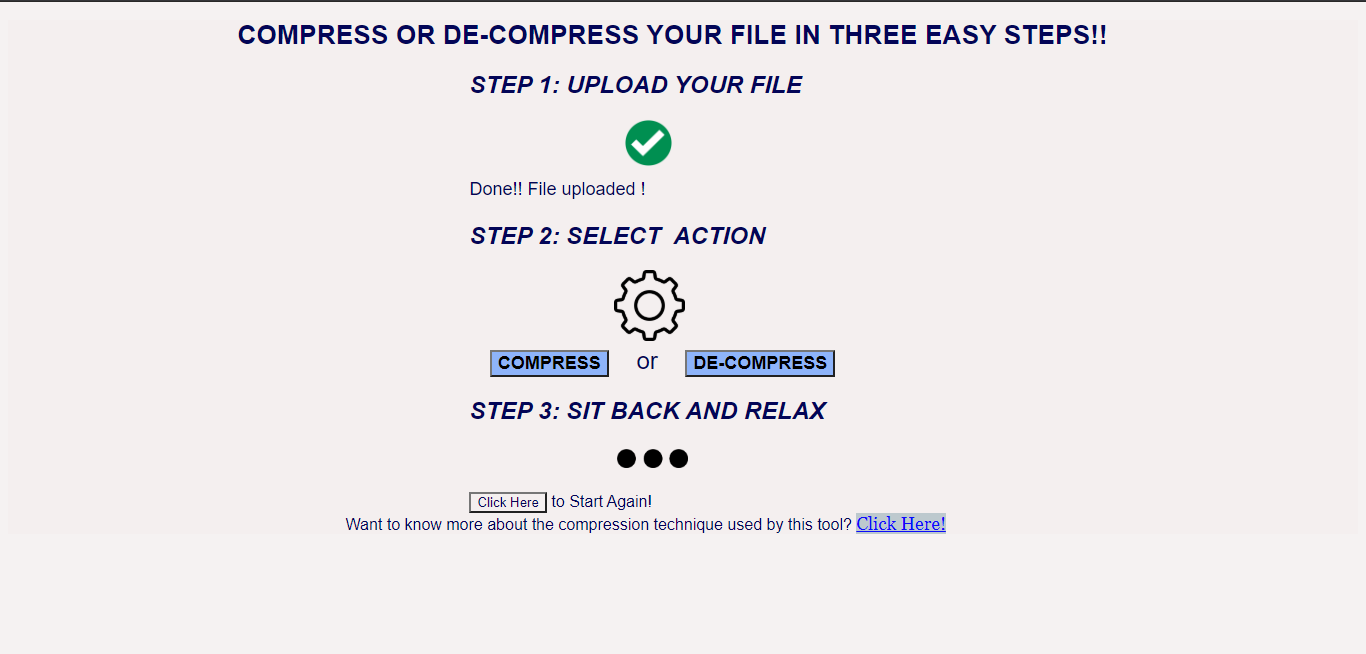 COMPRESS OR DE-COMPRESS YOUR FILE IN THREE EASY STEPS!!
STEP 1: UPLOAD YOUR FILE
Done!! File uploaded !
STEP 2: SELECT ACTION
COMPRESS or DE-COMPRESS
STEP 3: SIT BACK AND RELAX
Click Here to Start Again!
Want to know more about the compression technique used by this tool? Click Here!